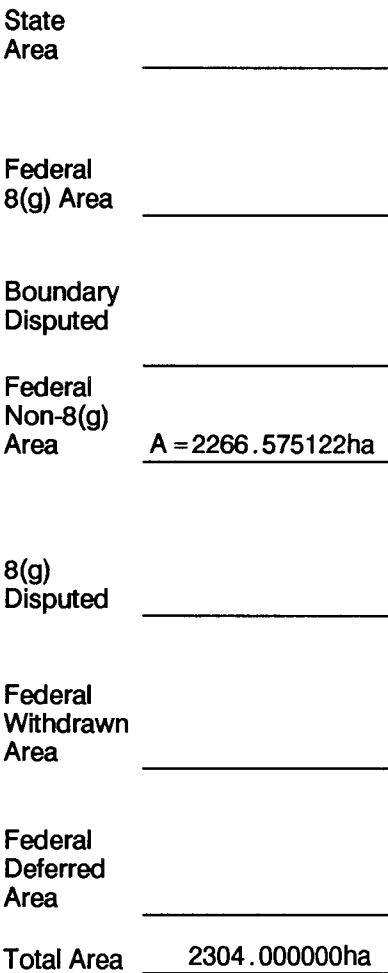 State
Area
Federal
8(g) Area
Boundary
Disputed
Federal
Non-8(g)
Area A =2266.575122ha
8(g)
Disputed
Federal
Withdrawn
Area
Federal
Deferred
Area
Total Area 2304.000000ha